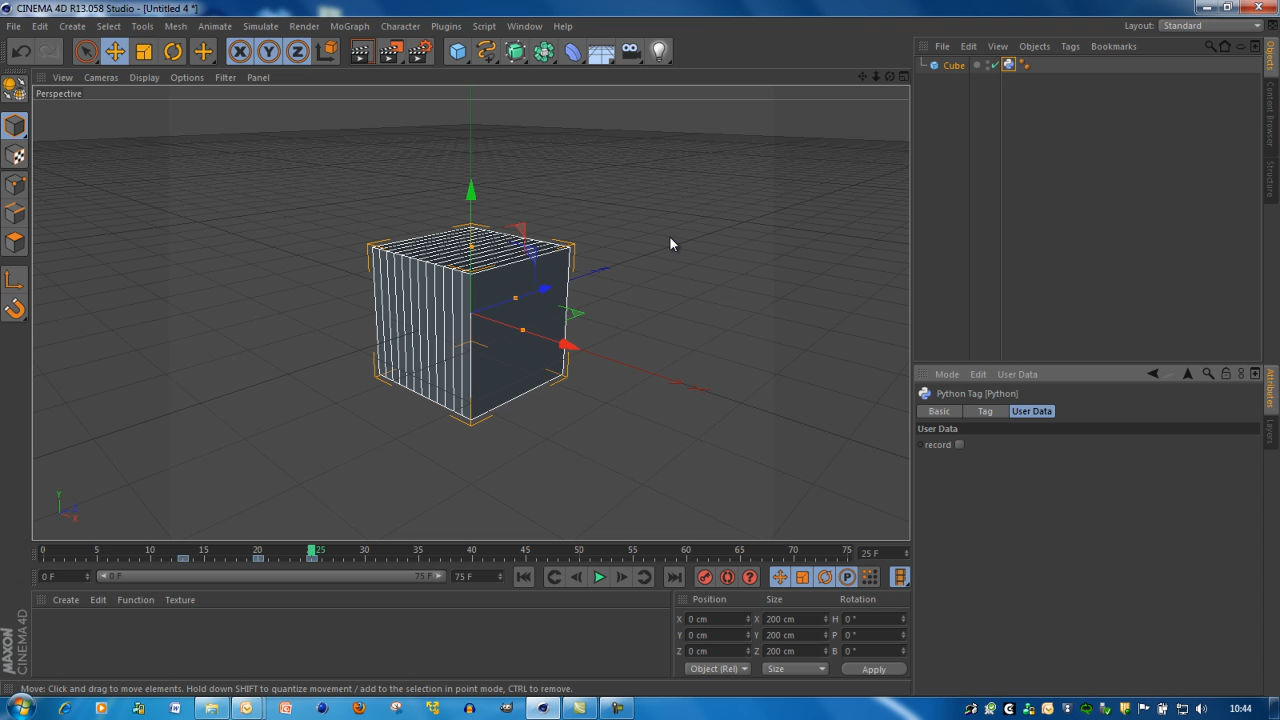 CINEMA 4D R13.058 Studio - [Untitled 4 *]
File Edit Create Select Tools Mesh Animate Simulate Render MoGraph Character Plugins Script Window Help
Layout: Standard
X Y Z
File Edit View Objects Tags Bookmarks
Cube
View Cameras Display Options Filter Panel
Perspective
Y
Z
X
Objects
Content Browser
Structure
Mode Edit User Data
Python Tag [Python]
Basic Tag User Data
User Data
record
Attributes
Layers
0 5 10 15 20 25 30 35 40 45 50 55 60 65 70 75 25 F
0 F 0 F 75 F 75 F
P
Create Edit Function Texture
Position Size Rotation
X 0 cm X 200 cm H 0 °
Y 0 cm Y 200 cm P 0 °
Z 0 cm Z 200 cm B 0 °
Object (Rel) Size Apply
MAXON CINEMA 4D
Move: Click and drag to move elements. Hold down SHIFT to quantize movement / add to the selection in point mode, CTRL to remove.
10:44